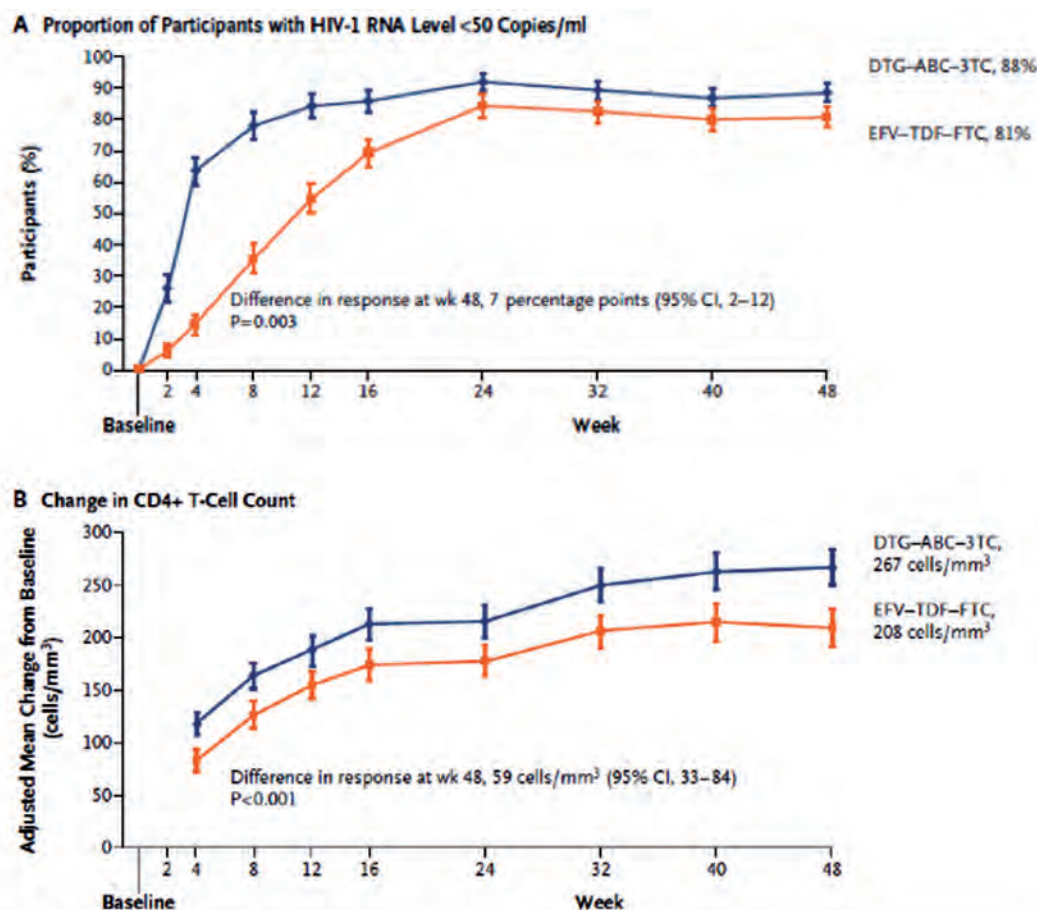 A Proportion of Participants with HIV-1 RNA Level <50 Copies/ml
100
90
80
70
60
50
40
30
20
10
0
Participants (%)
DTG–ABC–3TC, 88%
EFV–TDF–FTC, 81%
Difference in response at wk 48, 7 percentage points (95% CI, 2–12)
P=0.003
2 4 8 12 16 24 32 40 48
Baseline
Week
B Change in CD4+ T-Cell Count
300
250
200
150
100
50
0
Adjusted Mean Change from Baseline
(cells/mm³)
DTG–ABC–3TC,
267 cells/mm³
EFV–TDF–FTC,
208 cells/mm³
Difference in response at wk 48, 59 cells/mm³ (95% CI, 33–84)
P<0.001
2 4 8 12 16 24 32 40 48
Baseline
Week